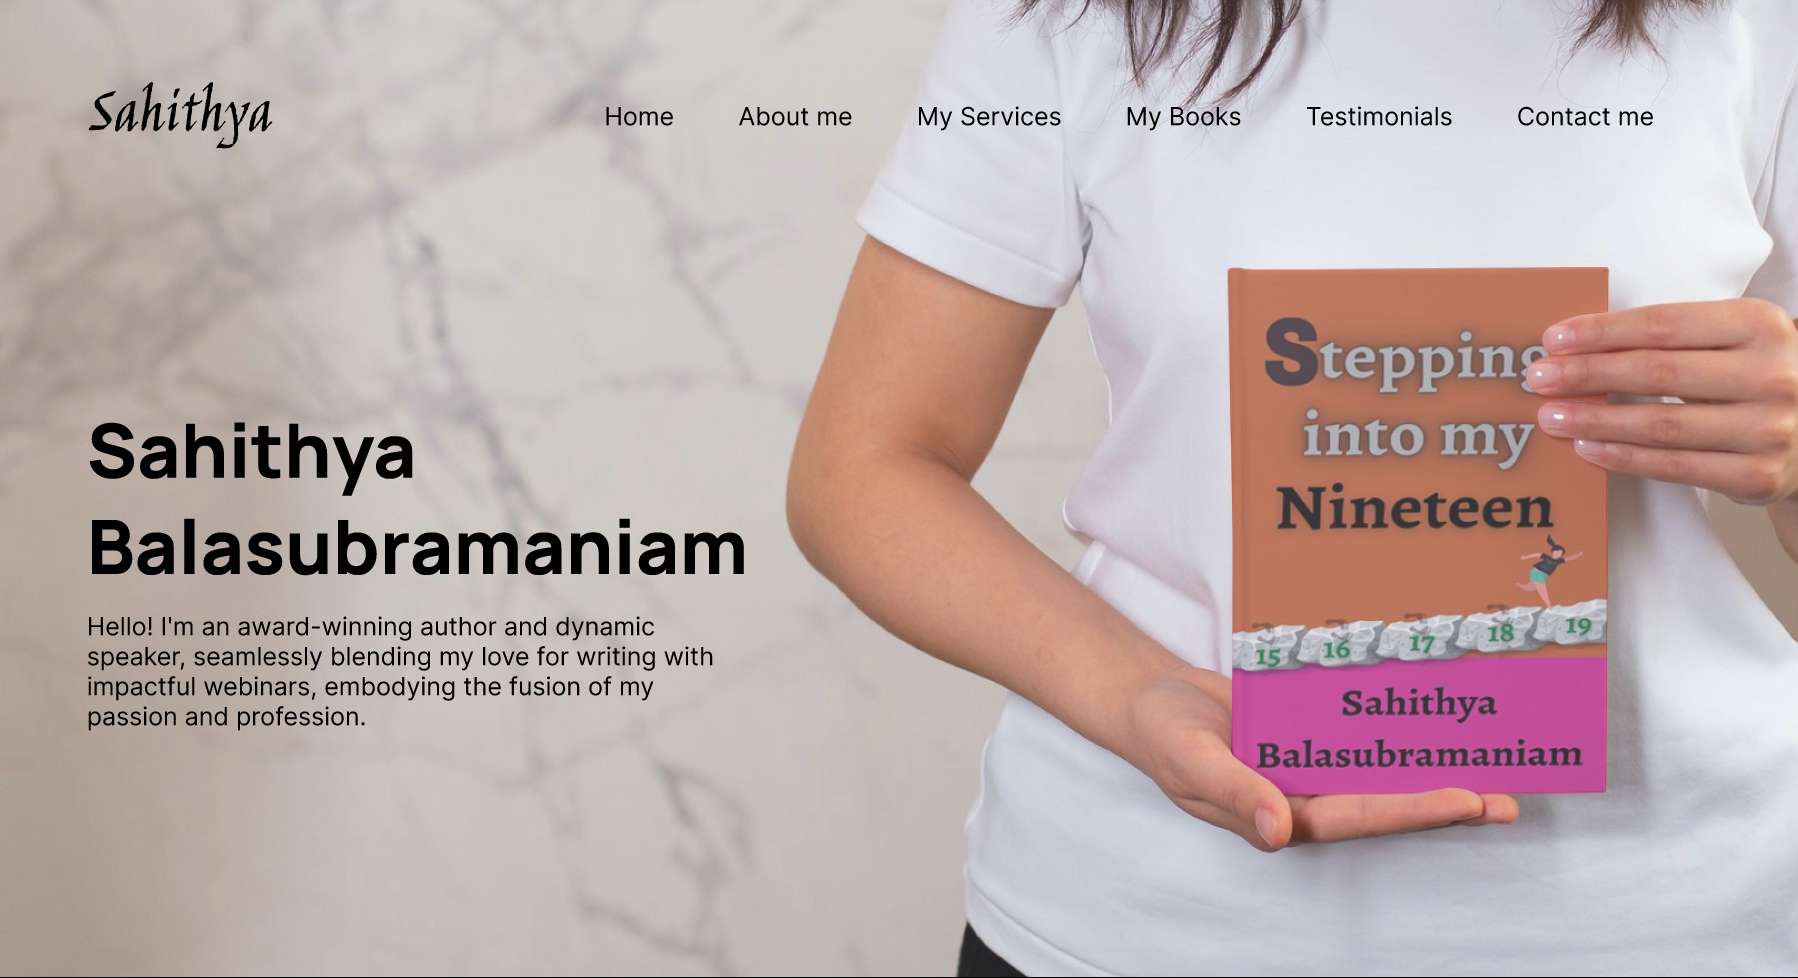 Sahithya
Home About me My Services My Books Testimonials Contact me
Sahithya
Balasubramaniam
Hello! I'm an award-winning author and dynamic
speaker, seamlessly blending my love for writing with
impactful webinars, embodying the fusion of my
passion and profession.
Stepping
into my
Nineteen
15 16 17 18 19
Sahithya
Balasubramaniam